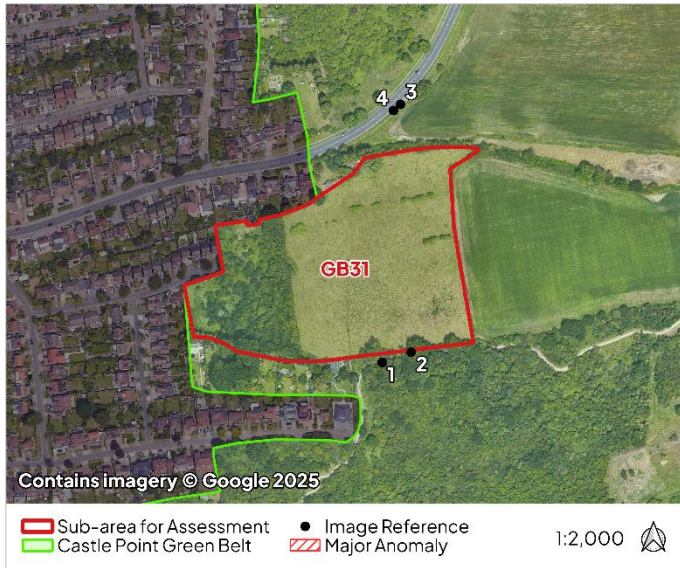 4 3
GB31
1 2
Contains imagery © Google 2025
Sub-area for Assessment
Image Reference
1:2,000
Castle Point Green Belt
Major Anomaly